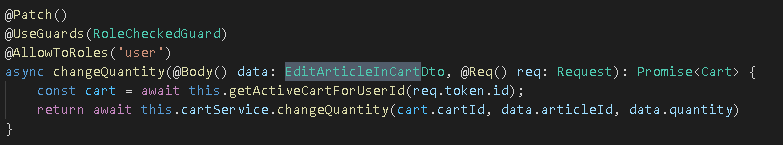 @Patch()
@UseGuards(RoleCheckedGuard)
@AllowToRoles('user')
async changeQuantity(@Body() data: EditArticleInCartDto, @Req() req: Request): Promise<Cart> {
    const cart = await this.getActiveCartForUserId(req.token.id);
    return await this.cartService.changeQuantity(cart.cartId, data.articleId, data.quantity)
}